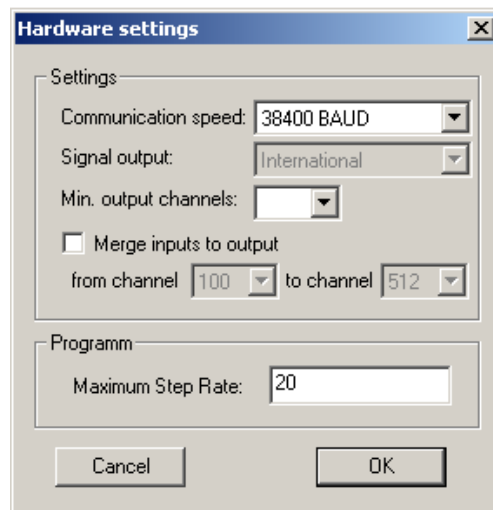 Hardware settings
Settings
Communication speed: 38400 BAUD
Signal output: International
Min. output channels:
Merge inputs to output
from channel 100 to channel 512
Programm
Maximum Step Rate: 20
Cancel OK